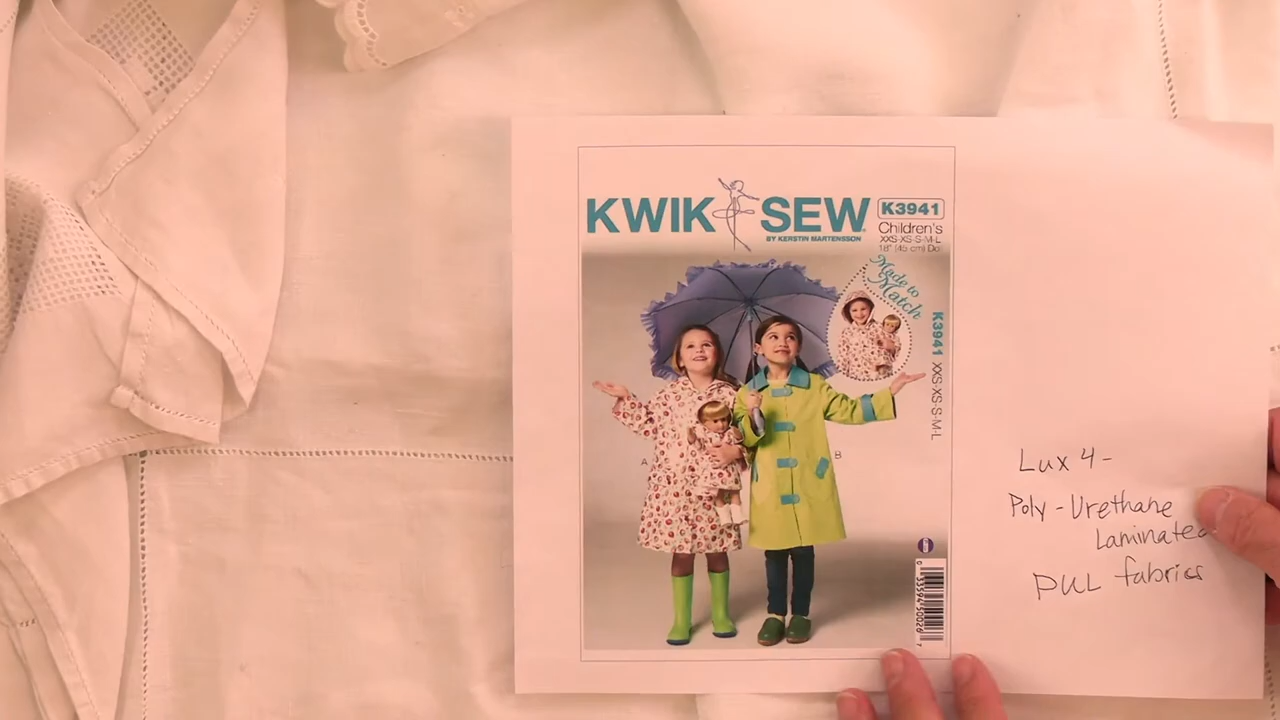 KWIK SEW
BY KERSTIN MARTENSSON
K3941
Children's
XXS-XS-S-M-L
18" (45 cm) Doll
Made to
Match
K3941 XXS-XS-S-M-L
A
B
Lux 4-
Poly-Urethane
Laminated
PUL fabrics